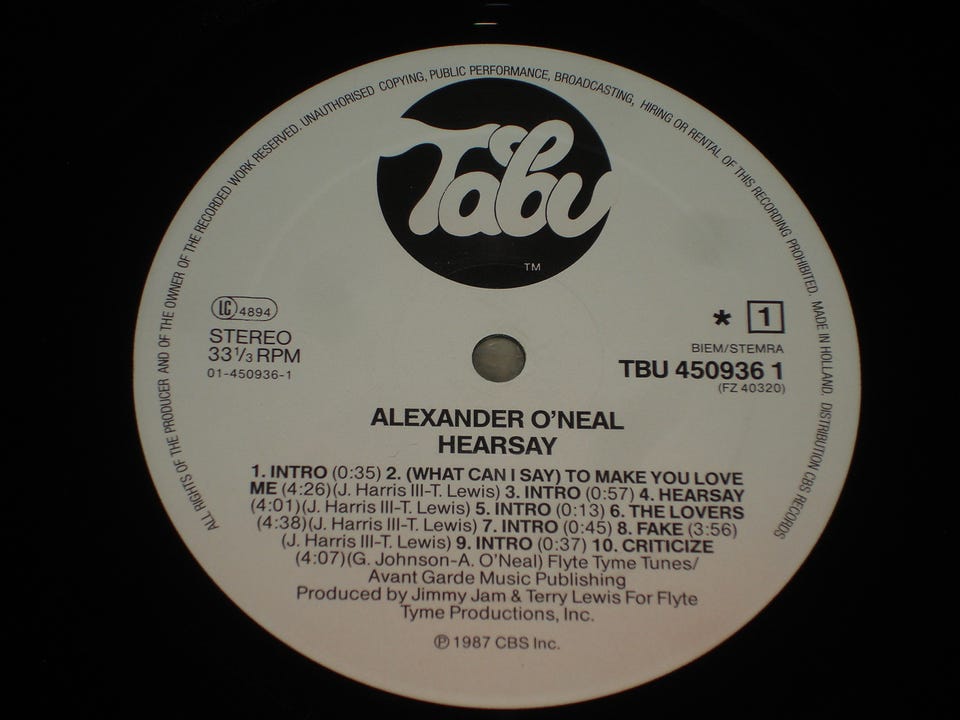 ALL RIGHTS OF THE PRODUCER AND OF THE OWNER OF THE RECORDED WORK RESERVED. UNAUTHORISED COPYING, PUBLIC PERFORMANCE, BROADCASTING, HIRING OR RENTAL OF THIS RECORDING PROHIBITED. MADE IN HOLLAND. DISTRIBUTION CBS RECORDS
Tabu
TM
LC 4894
STEREO
33 1/3 RPM
01-450936-1
* 1
BIEM/STEMRA
TBU 450936 1
(FZ 40320)
ALEXANDER O'NEAL
HEARSAY
1. INTRO (0:35) 2. (WHAT CAN I SAY) TO MAKE YOU LOVE
ME (4:26)(J. Harris III-T. Lewis) 3. INTRO (0:57) 4. HEARSAY
(4:01)(J. Harris III-T. Lewis) 5. INTRO (0:13) 6. THE LOVERS
(4:38)(J. Harris III-T. Lewis) 7. INTRO (0:45) 8. FAKE (3:56)
(J. Harris III-T. Lewis) 9. INTRO (0:37) 10. CRITICIZE
(4:07)(G. Johnson-A. O'Neal) Flyte Tyme Tunes/
Avant Garde Music Publishing
Produced by Jimmy Jam & Terry Lewis For Flyte
Tyme Productions, Inc.
℗ 1987 CBS Inc.